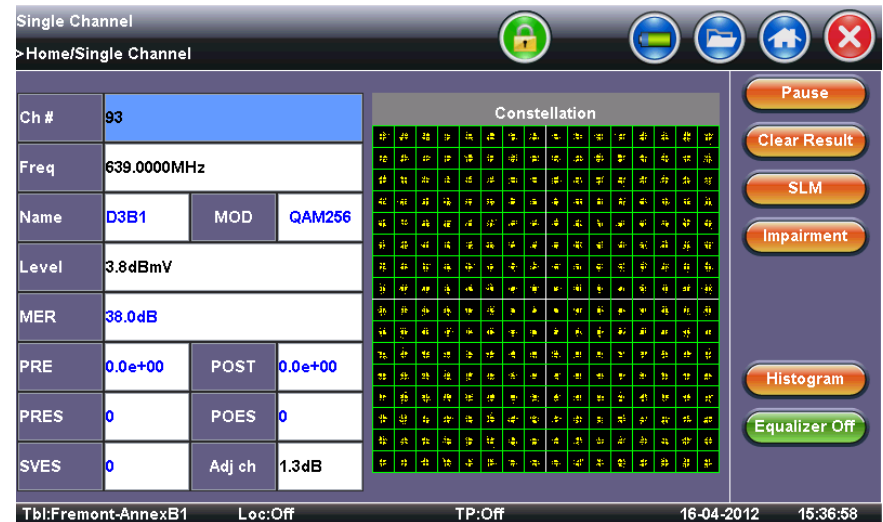 Single Channel
>Home/Single Channel
Ch # 93
Freq 639.0000MHz
Name D3B1 MOD QAM256
Level 3.8dBmV
MER 38.0dB
PRE 0.0e+00 POST 0.0e+00
PRES 0 POES 0
SVES 0 Adj ch 1.3dB
Constellation
Pause
Clear Result
SLM
Impairment
Histogram
Equalizer Off
Tbl:Fremont-AnnexB1 Loc:Off TP:Off 16-04-2012 15:36:58